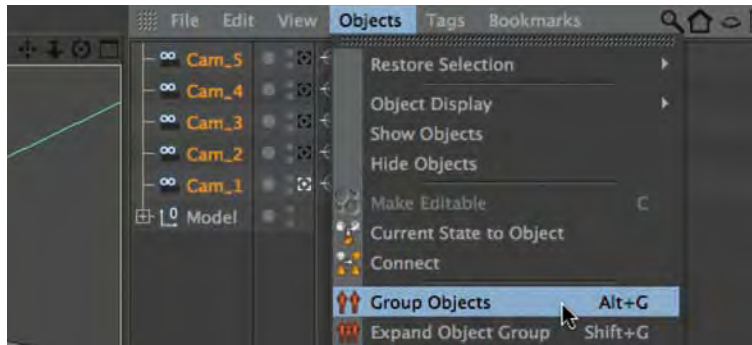 File Edit View Objects Tags Bookmarks
Cam_5
Cam_4
Cam_3
Cam_2
Cam_1
0 Model
Restore Selection
Object Display
Show Objects
Hide Objects
Make Editable C
Current State to Object
Connect
Group Objects Alt+G
Expand Object Group Shift+G